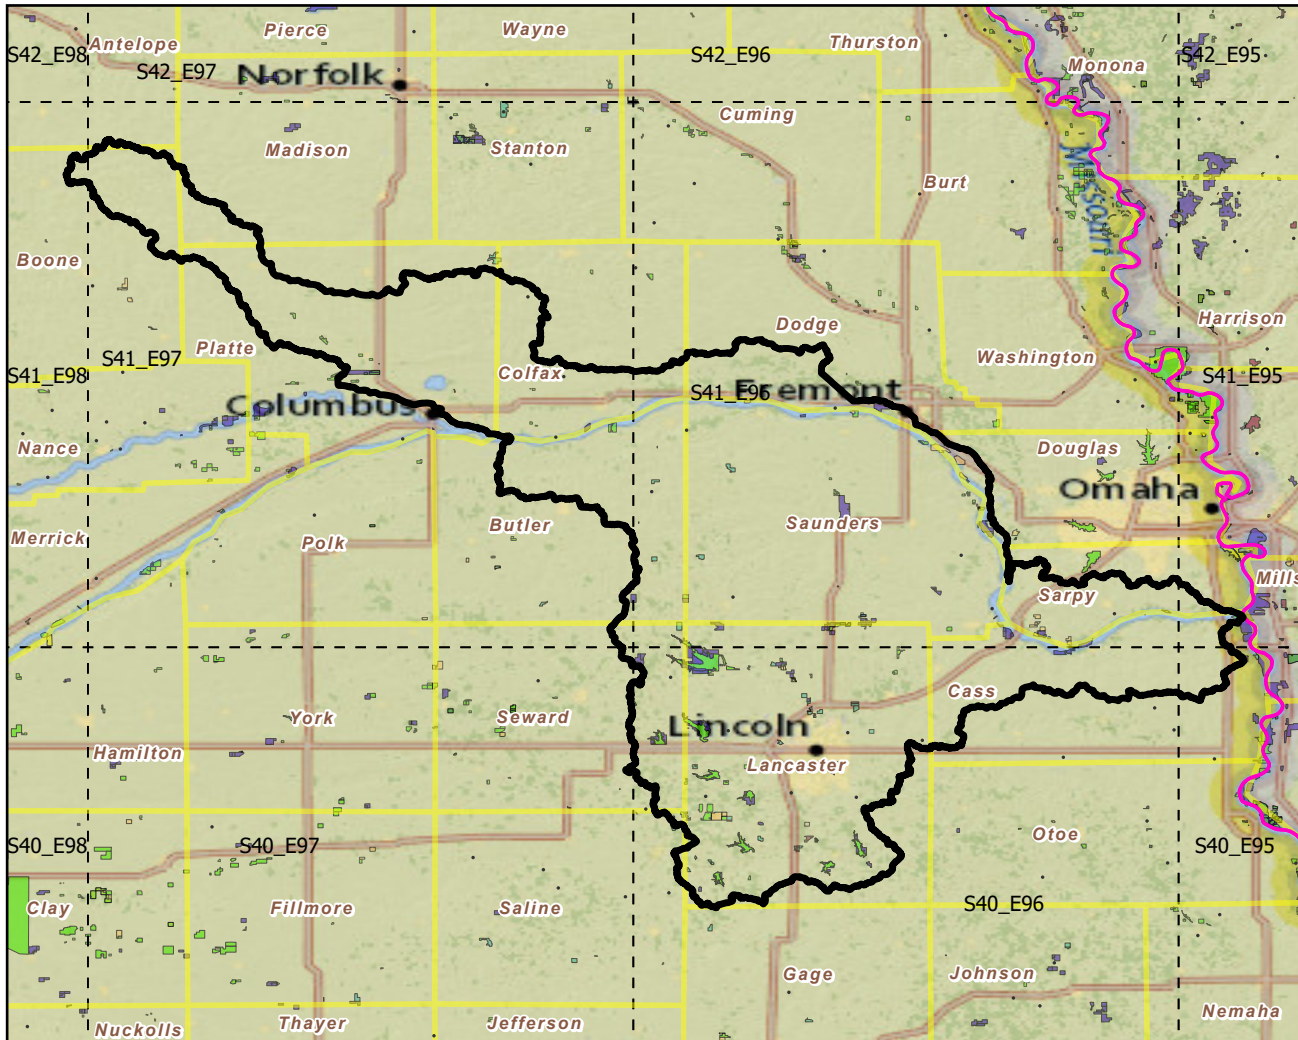 Pierce
Wayne
Thurston
Antelope
S42_E98
S42_E97
S42_E96
S42_E95
Monona
Norfolk
Cuming
Madison
Stanton
Burt
Missouri
Boone
Harrison
Dodge
Platte
Washington
S41_E97
Colfax
S41_E98
S41_E96
Fremont
S41_E95
Columbus
Nance
Douglas
Omaha
Merrick
Butler
Saunders
Polk
Mills
Sarpy
Cass
York
Seward
Lincoln
Hamilton
Lancaster
Otoe
S40_E98
S40_E97
S40_E95
Clay
Fillmore
Saline
S40_E96
Gage
Johnson
Nemaha
Nuckolls
Thayer
Jefferson